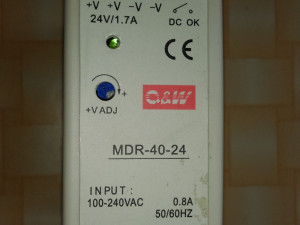 +V +V -V -V
24V/1.7A DC OK
CE
+V ADJ
+
Q&W
MDR-40-24
INPUT:
100-240VAC 0.8A
50/60HZ